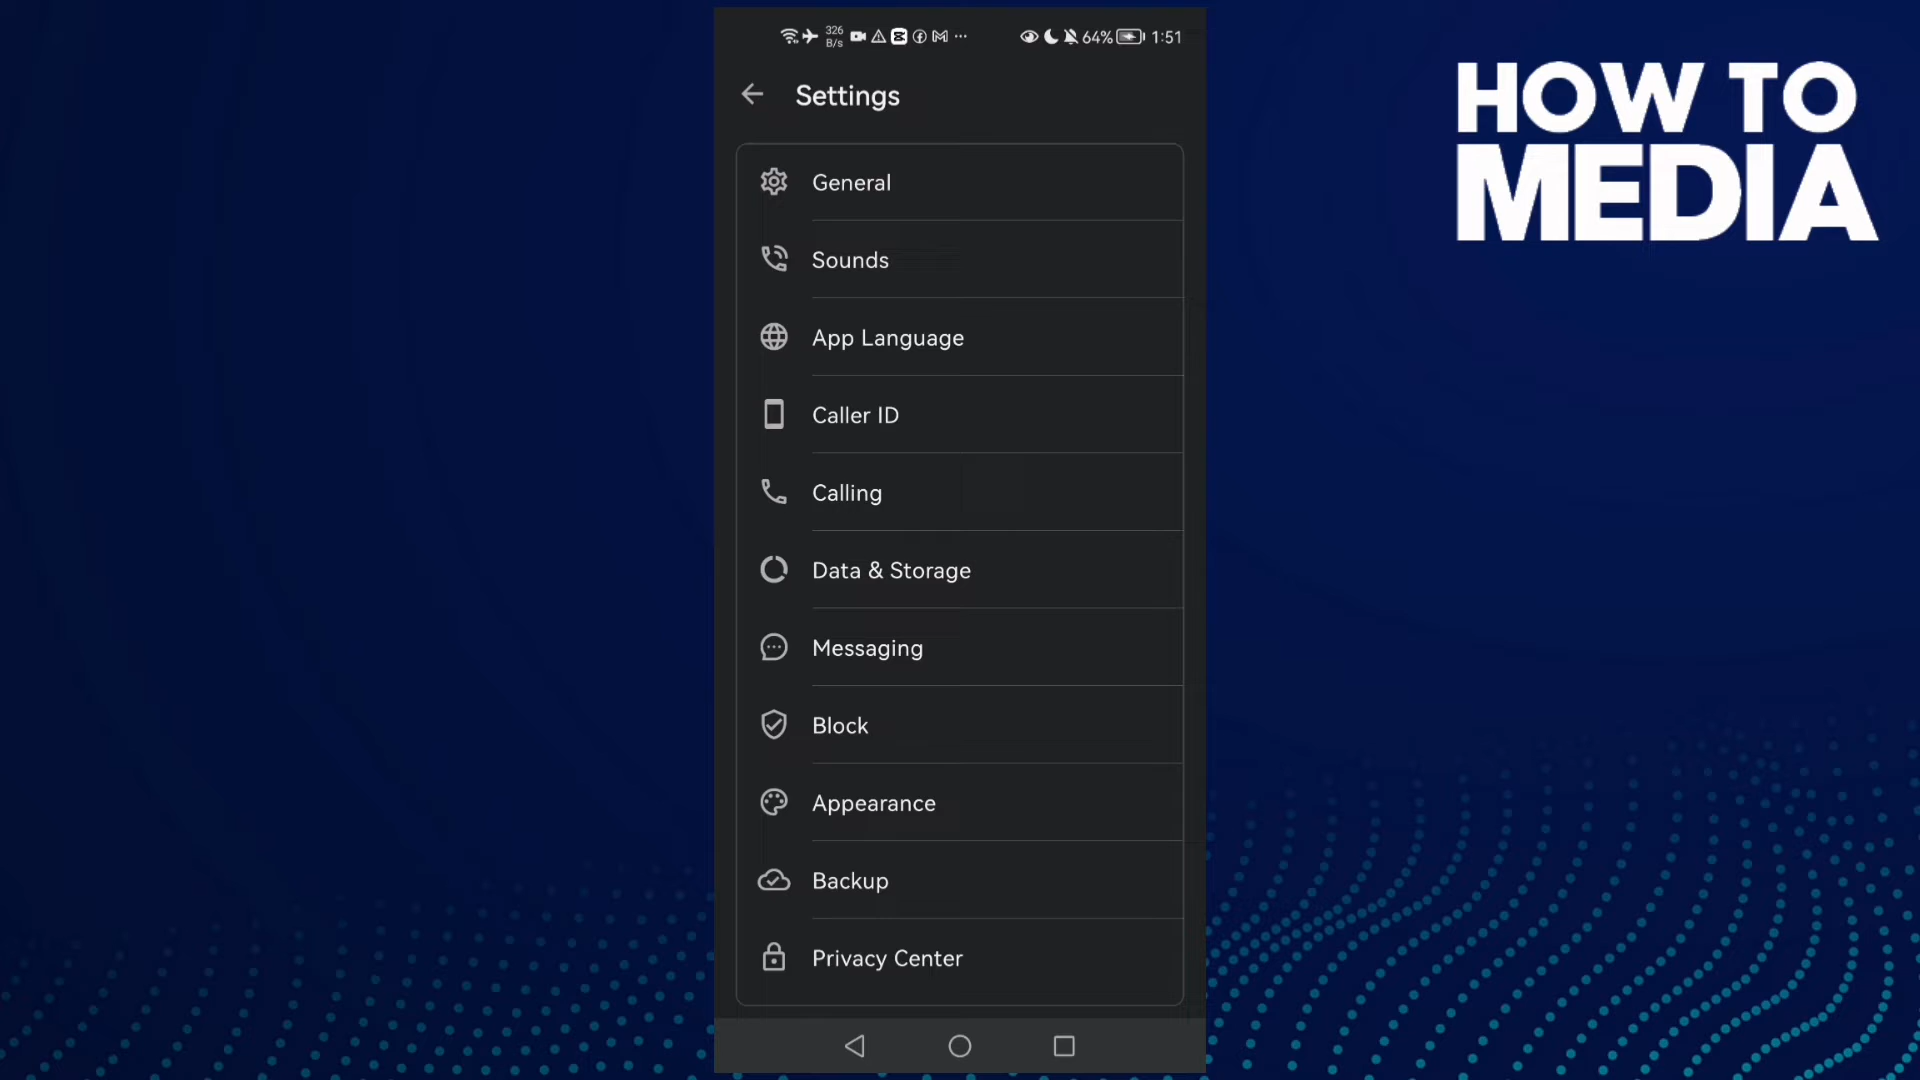 326
B/s
64%
1:51
Settings
General
Sounds
App Language
Caller ID
Calling
Data & Storage
Messaging
Block
Appearance
Backup
Privacy Center
HOW TO
MEDIA